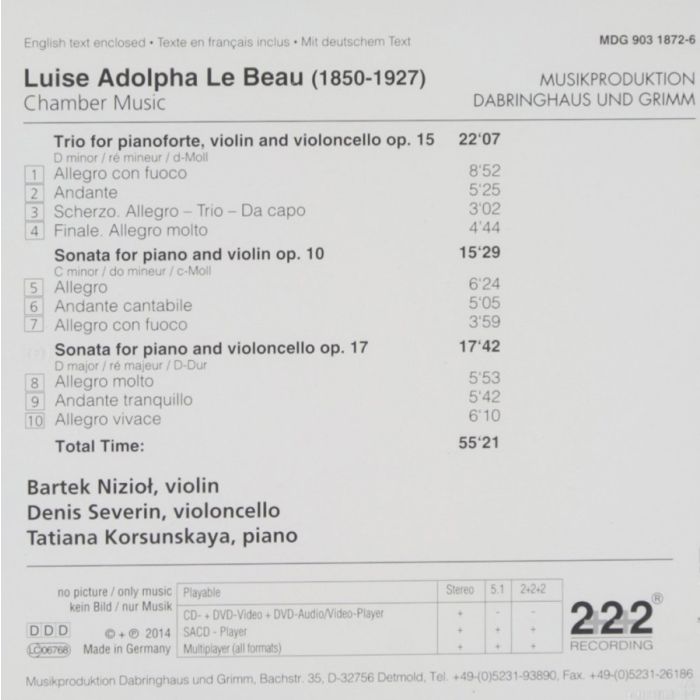 English text enclosed • Texte en français inclus • Mit deutschem Text MDG 903 1872-6
Luise Adolpha Le Beau (1850-1927) MUSIKPRODUKTION
Chamber Music DABRINGHAUS UND GRIMM
Trio for pianoforte, violin and violoncello op. 15 22'07
D minor / ré mineur / d-Moll
1 Allegro con fuoco 8'52
2 Andante 5'25
3 Scherzo. Allegro – Trio – Da capo 3'02
4 Finale. Allegro molto 4'44
Sonata for piano and violin op. 10 15'29
C minor / do mineur / c-Moll
5 Allegro 6'24
6 Andante cantabile 5'05
7 Allegro con fuoco 3'59
Sonata for piano and violoncello op. 17 17'42
D major / ré majeur / D-Dur
8 Allegro molto 5'53
9 Andante tranquillo 5'42
10 Allegro vivace 6'10
Total Time: 55'21
Bartek Nizioł, violin
Denis Severin, violoncello
Tatiana Korsunskaya, piano
no picture / only music Playable Stereo 5.1 2+2+2
kein Bild / nur Musik CD- + DVD-Video + DVD-Audio/Video-Player + - -
DDD © + ℗ 2014 SACD - Player + + +
LC06768 Made in Germany Multiplayer (all formats) + + +
2+2+2®
RECORDING
Musikproduktion Dabringhaus und Grimm, Bachstr. 35, D-32756 Detmold, Tel. +49-(0)5231-93890, Fax. +49-(0)5231-26186